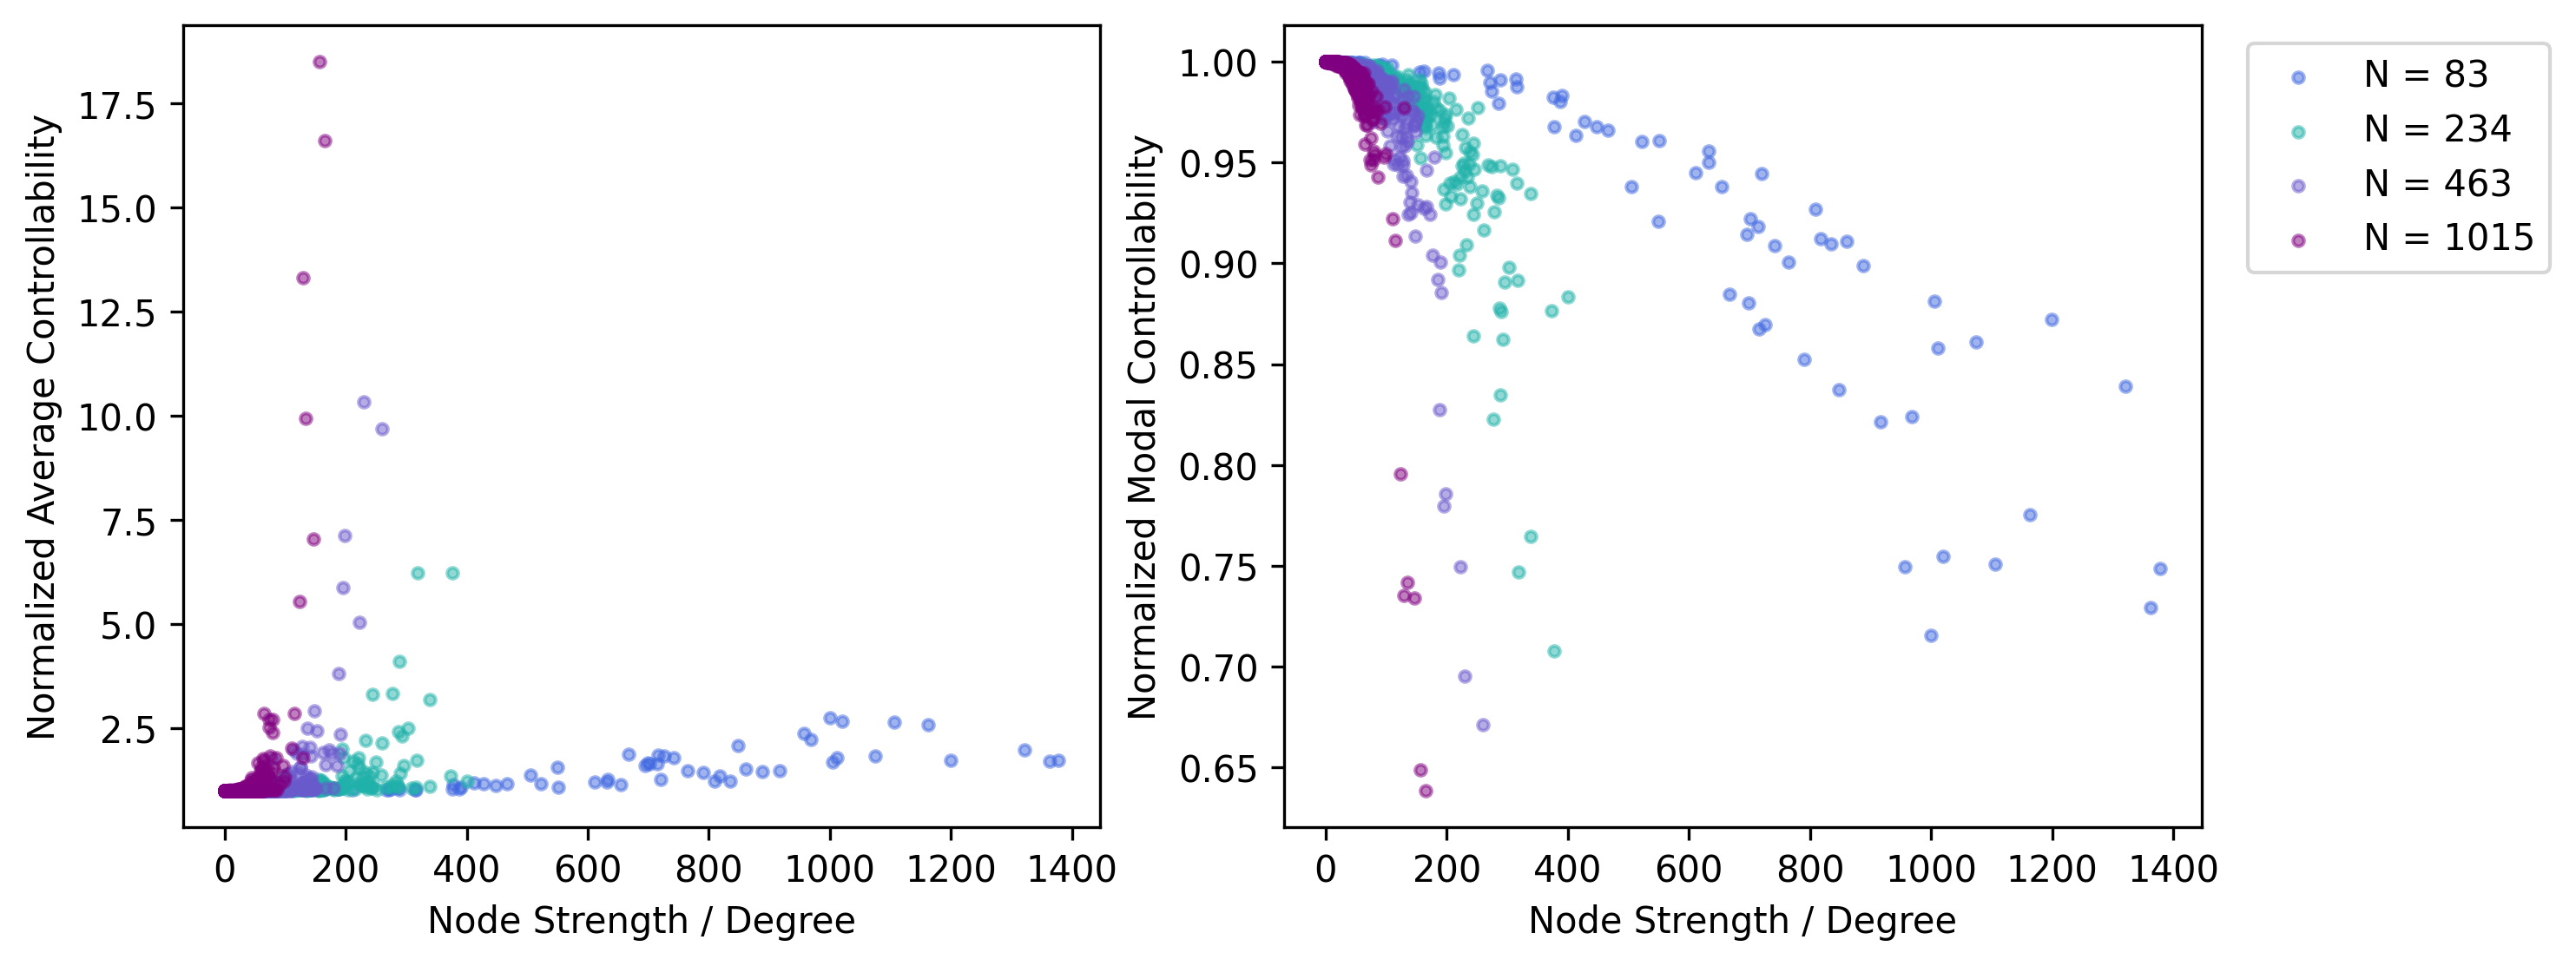 Normalized Average Controllability
17.5
15.0
12.5
10.0
7.5
5.0
2.5
0 200 400 600 800 1000 1200 1400
Node Strength / Degree
Normalized Modal Controllability
1.00
0.95
0.90
0.85
0.80
0.75
0.70
0.65
0 200 400 600 800 1000 1200 1400
Node Strength / Degree
N = 83
N = 234
N = 463
N = 1015